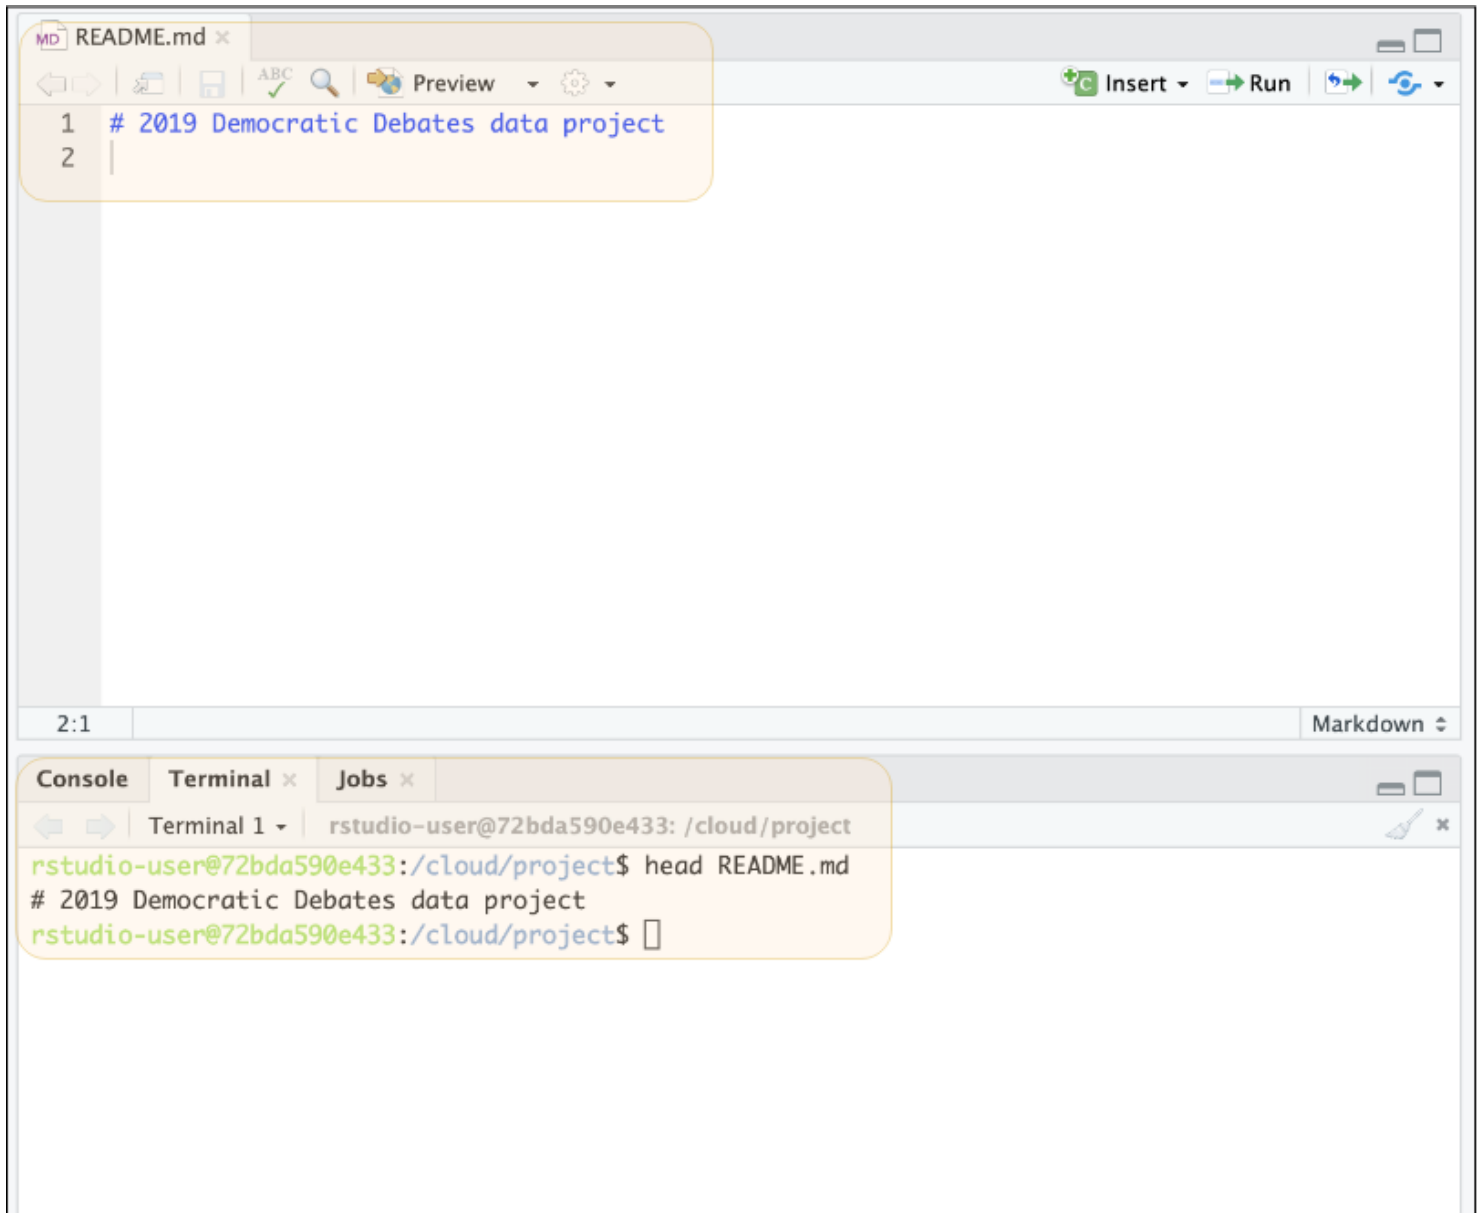 MD README.md ×
ABC Preview Insert Run
1 # 2019 Democratic Debates data project
2
2:1 Markdown
Console Terminal × Jobs ×
Terminal 1 rstudio-user@72bda590e433: /cloud/project
rstudio-user@72bda590e433:/cloud/project$ head README.md
# 2019 Democratic Debates data project
rstudio-user@72bda590e433:/cloud/project$